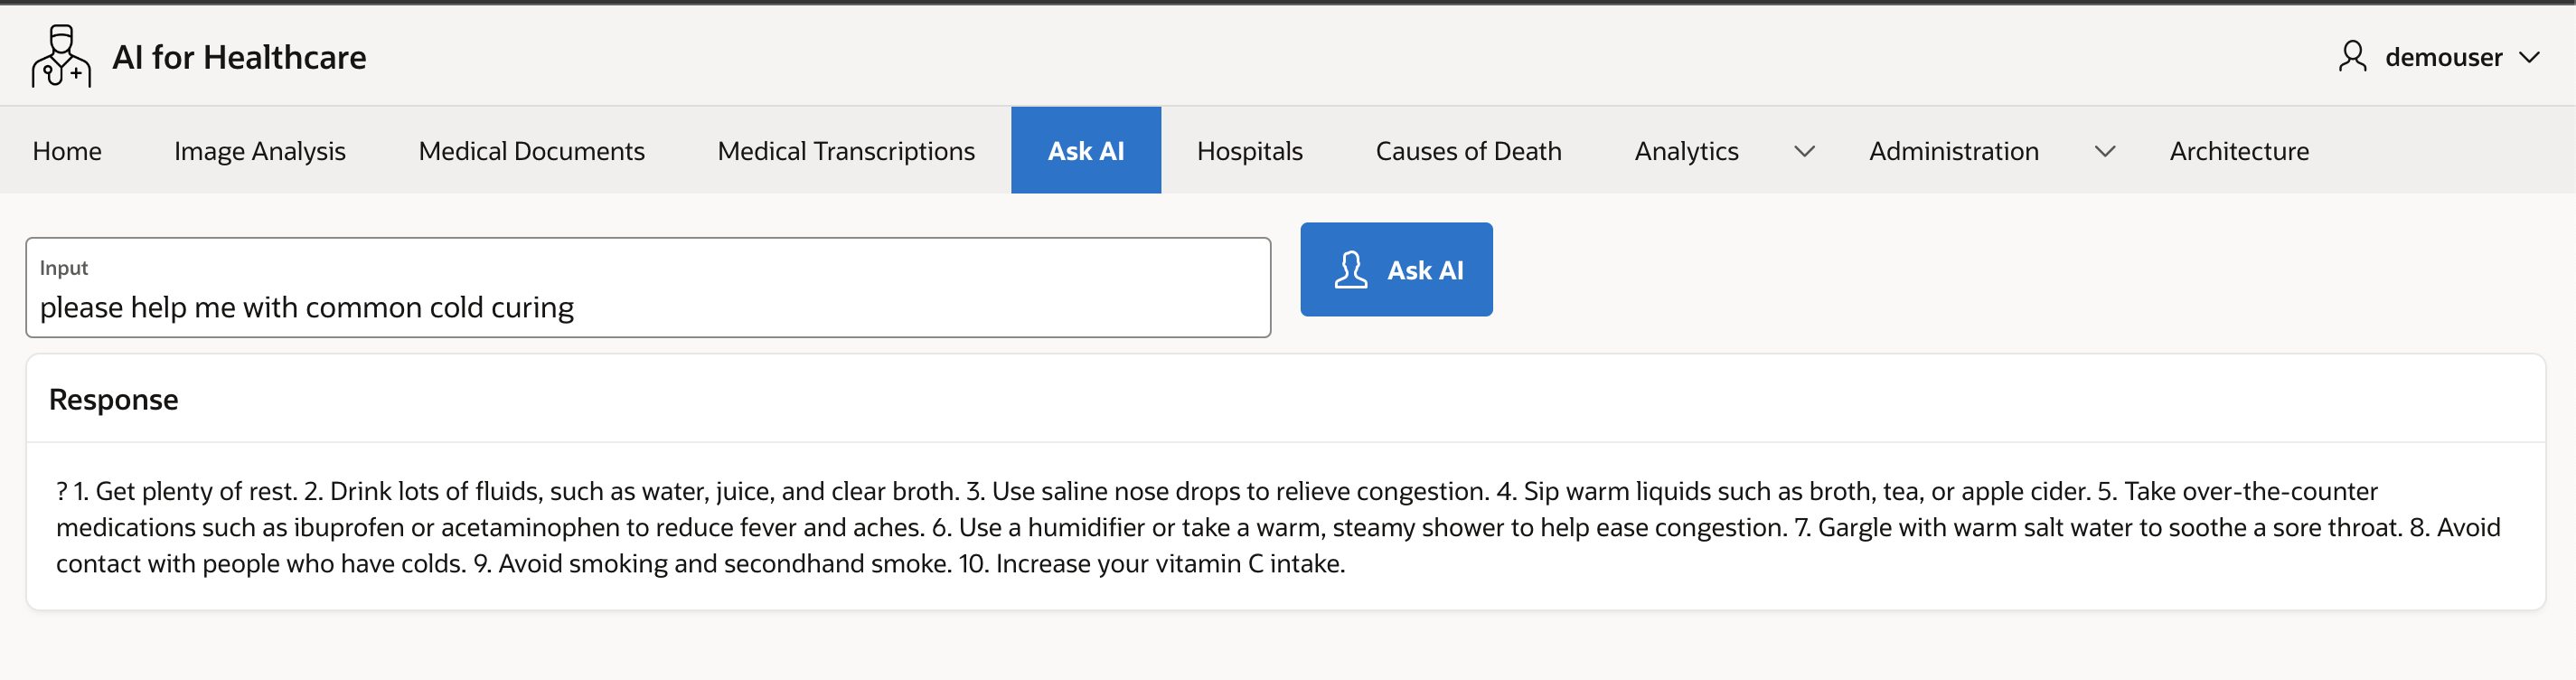 AI for Healthcare
demouser
Home Image Analysis Medical Documents Medical Transcriptions Ask AI Hospitals Causes of Death Analytics Administration Architecture
Input
please help me with common cold curing
Ask AI
Response
? 1. Get plenty of rest. 2. Drink lots of fluids, such as water, juice, and clear broth. 3. Use saline nose drops to relieve congestion. 4. Sip warm liquids such as broth, tea, or apple cider. 5. Take over-the-counter
medications such as ibuprofen or acetaminophen to reduce fever and aches. 6. Use a humidifier or take a warm, steamy shower to help ease congestion. 7. Gargle with warm salt water to soothe a sore throat. 8. Avoid
contact with people who have colds. 9. Avoid smoking and secondhand smoke. 10. Increase your vitamin C intake.